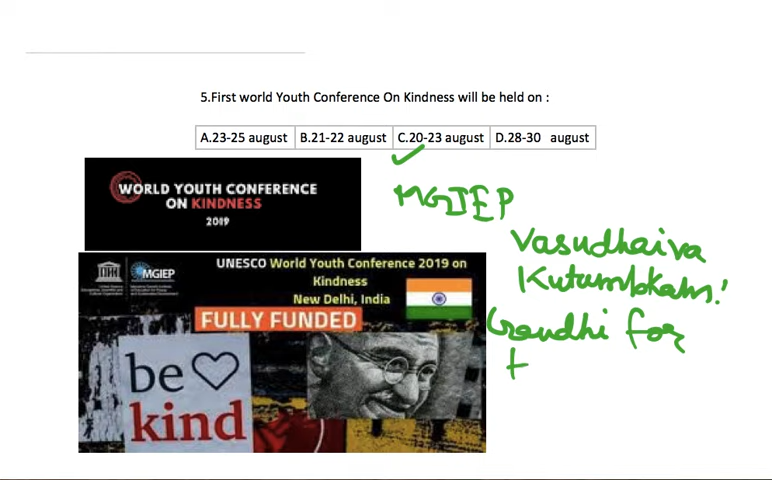 5.First world Youth Conference On Kindness will be held on :
A.23-25 august B.21-22 august C.20-23 august D.28-30 august
WORLD YOUTH CONFERENCE
ON KINDNESS
2019
MGIEP
Vasudhaiva
Kutumbkam!
Gandhi for
t
UNESCO World Youth Conference 2019 on
Kindness
New Delhi, India
UNESCO
MGIEP
FULLY FUNDED
be
kind